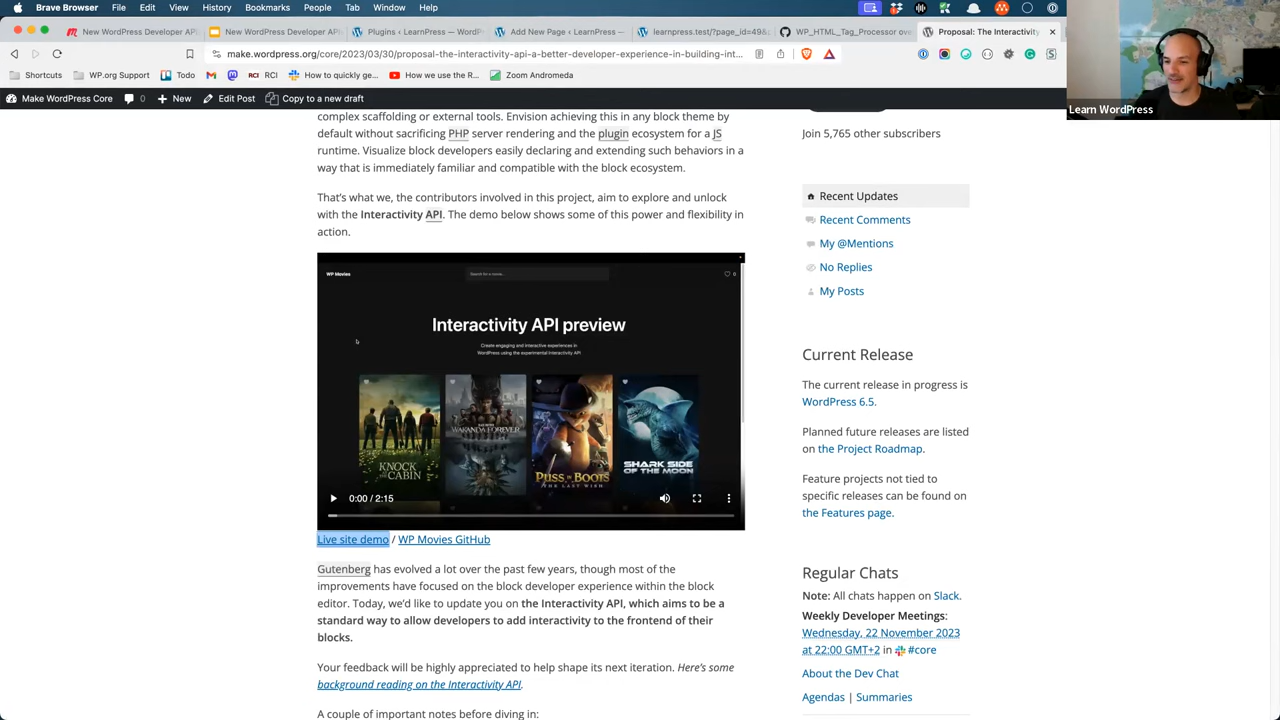 Brave Browser
New WordPress Developer API
New WordPress Developer API
Plugins ‹ LearnPress — WordP
Add New Page ‹ LearnPress —
learnpress.test/?page_id=49&
WP_HTML_Tag_Processor ov
Proposal: The Interactivity
make.wordpress.org/core/2023/03/30/proposal-the-interactivity-api-a-better-developer-experience-in-building-int...
Shortcuts
WP.org Support
Todo
RCI
How to quickly ge...
How we use the R...
Zoom Andromeda
Learn WordPress
Make WordPress Core
0
New
Edit Post
Copy to a new draft
complex scaffolding or external tools. Envision achieving this in any block theme by
default without sacrificing PHP server rendering and the plugin ecosystem for a JS
runtime. Visualize block developers easily declaring and extending such behaviors in a
way that is immediately familiar and compatible with the block ecosystem.
That's what we, the contributors involved in this project, aim to explore and unlock
with the Interactivity API. The demo below shows some of this power and flexibility in
action.
WP Movies
Search for a movie...
0
Interactivity API preview
Create engaging and interactive experiences in
WordPress using the experimental Interactivity API
KNOCK
AT THE
CABIN
WAKANDA FOREVER
PUSS IN BOOTS
THE LAST WISH
SHARK SIDE
OF THE MOON
0:00 / 2:15
Live site demo / WP Movies GitHub
Gutenberg has evolved a lot over the past few years, though most of the
improvements have focused on the block developer experience within the block
editor. Today, we'd like to update you on the Interactivity API, which aims to be a
standard way to allow developers to add interactivity to the frontend of their
blocks.
Your feedback will be highly appreciated to help shape its next iteration. Here's some
background reading on the Interactivity API.
A couple of important notes before diving in:
Join 5,765 other subscribers
Recent Updates
Recent Comments
My @Mentions
No Replies
My Posts
Current Release
The current release in progress is
WordPress 6.5.
Planned future releases are listed
on the Project Roadmap.
Feature projects not tied to
specific releases can be found on
the Features page.
Regular Chats
Note: All chats happen on Slack.
Weekly Developer Meetings:
Wednesday, 22 November 2023
at 22:00 GMT+2 in #core
About the Dev Chat
Agendas | Summaries